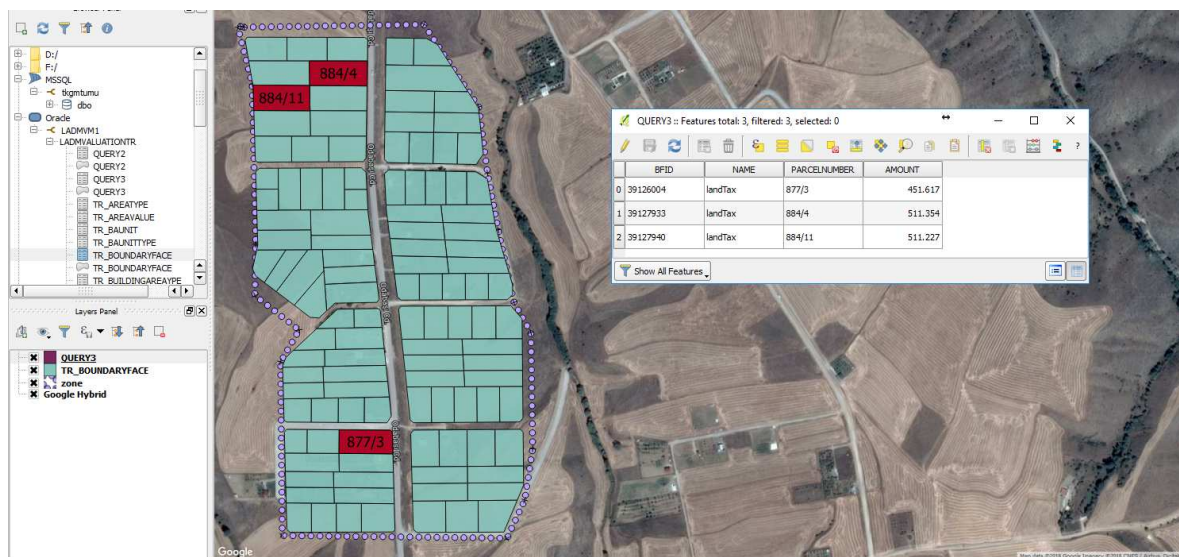 D:/
F:/
MSSQL
tkgmtumu
dbo
Oracle
LADMVM1
LADMVALUATIONTR
QUERY2
QUERY2
QUERY3
QUERY3
TR_AREATYPE
TR_AREAVALUE
TR_BAUNIT
TR_BAUNITTYPE
TR_BOUNDARYFACE
TR_BOUNDARYFACE
TR_BUILDINGAREAYPE
Layers Panel
QUERY3
TR_BOUNDARYFACE
zone
Google Hybrid
884/4
884/11
877/3
Google
QUERY3 :: Features total: 3, filtered: 3, selected: 0
BFID NAME PARCELNUMBER AMOUNT
0 39126004 landTax 877/3 451.617
1 39127933 landTax 884/4 511.354
2 39127940 landTax 884/11 511.227
Show All Features